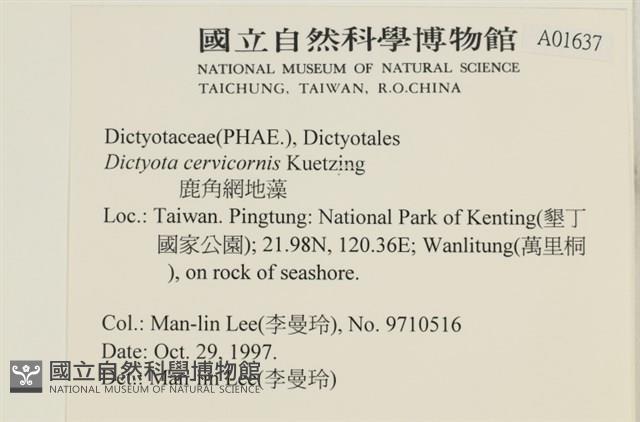 國立自然科學博物館
A01637
NATIONAL MUSEUM OF NATURAL SCIENCE
TAICHUNG, TAIWAN, R.O.CHINA
Dictyotaceae(PHAE.), Dictyotales
Dictyota cervicornis Kuetzing
鹿角網地藻
Loc.: Taiwan. Pingtung: National Park of Kenting(墾丁
國家公園); 21.98N, 120.36E; Wanlitung(萬里桐
), on rock of seashore.
Col.: Man-lin Lee(李曼玲), No. 9710516
Date: Oct. 29, 1997.
Det.: Man-lin Lee(李曼玲)
國立自然科學博物館
NATIONAL MUSEUM OF NATURAL SCIENCE